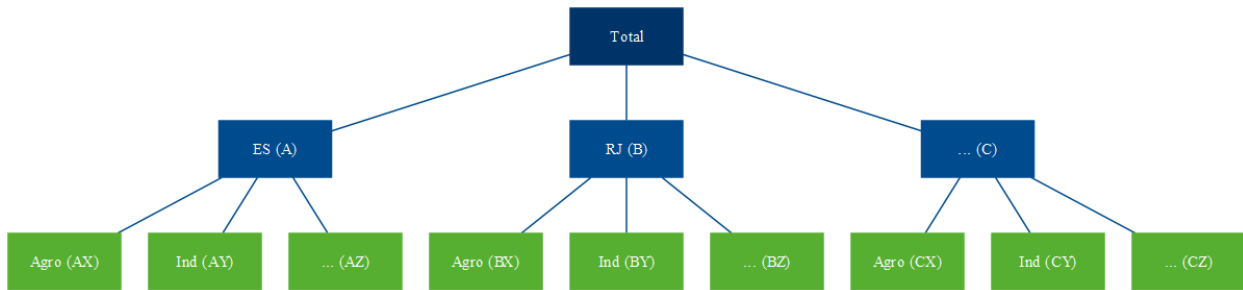 Total
ES (A)
RJ (B)
... (C)
Agro (AX)
Ind (AY)
... (AZ)
Agro (BX)
Ind (BY)
... (BZ)
Agro (CX)
Ind (CY)
... (CZ)